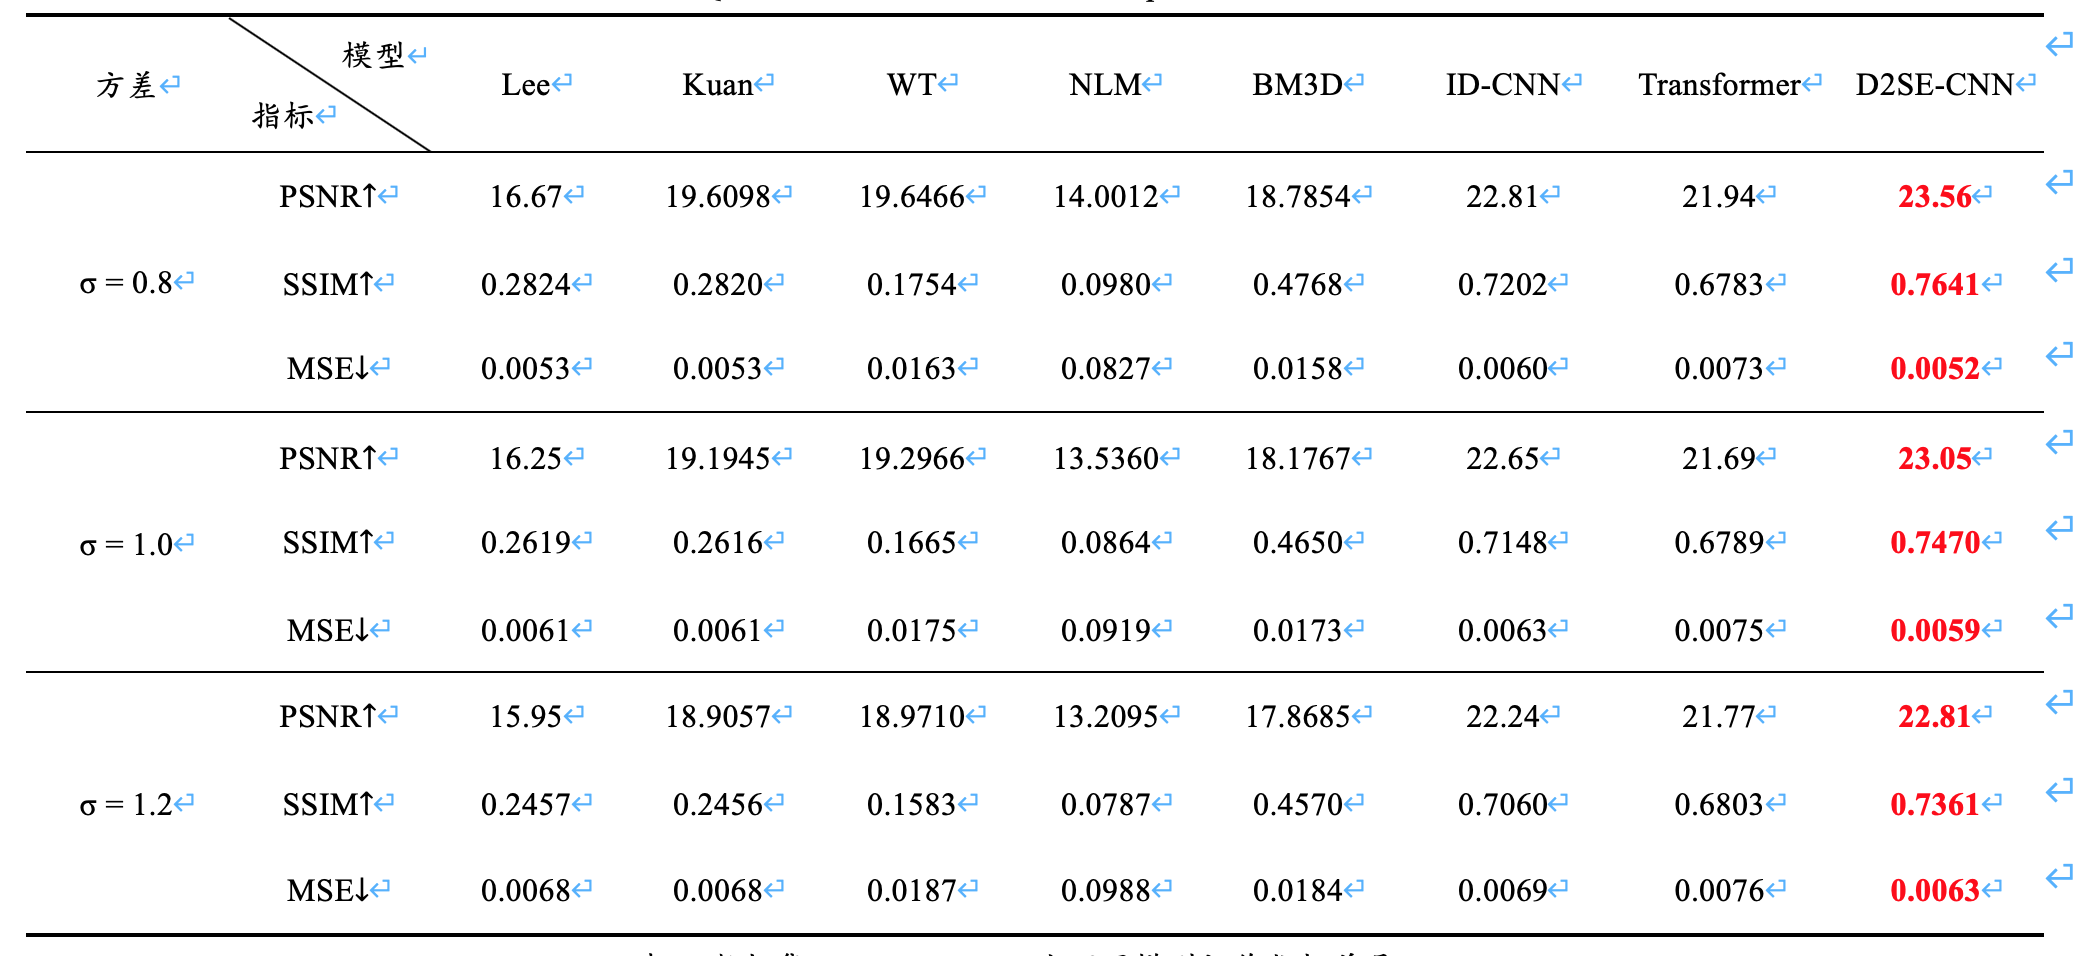 方差 模型 指标 Lee Kuan WT NLM BM3D ID-CNN Transformer D2SE-CNN
σ = 0.8
PSNR↑ 16.67 19.6098 19.6466 14.0012 18.7854 22.81 21.94 23.56
SSIM↑ 0.2824 0.2820 0.1754 0.0980 0.4768 0.7202 0.6783 0.7641
MSE↓ 0.0053 0.0053 0.0163 0.0827 0.0158 0.0060 0.0073 0.0052
σ = 1.0
PSNR↑ 16.25 19.1945 19.2966 13.5360 18.1767 22.65 21.69 23.05
SSIM↑ 0.2619 0.2616 0.1665 0.0864 0.4650 0.7148 0.6789 0.7470
MSE↓ 0.0061 0.0061 0.0175 0.0919 0.0173 0.0063 0.0075 0.0059
σ = 1.2
PSNR↑ 15.95 18.9057 18.9710 13.2095 17.8685 22.24 21.77 22.81
SSIM↑ 0.2457 0.2456 0.1583 0.0787 0.4570 0.7060 0.6803 0.7361
MSE↓ 0.0068 0.0068 0.0187 0.0988 0.0184 0.0069 0.0076 0.0063